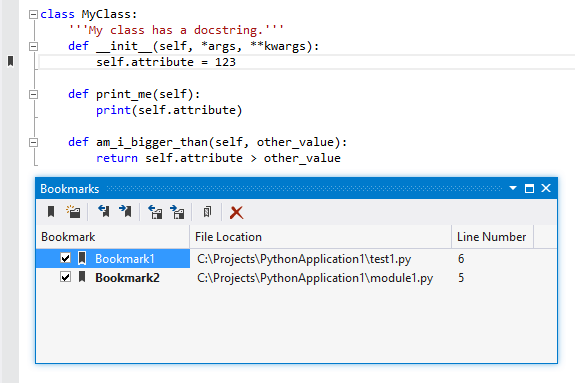 class MyClass:
'''My class has a docstring.'''
def __init__(self, *args, **kwargs):
self.attribute = 123
def print_me(self):
print(self.attribute)
def am_i_bigger_than(self, other_value):
return self.attribute > other_value
Bookmarks
Bookmark File Location Line Number
Bookmark1 C:\Projects\PythonApplication1\test1.py 6
Bookmark2 C:\Projects\PythonApplication1\module1.py 5